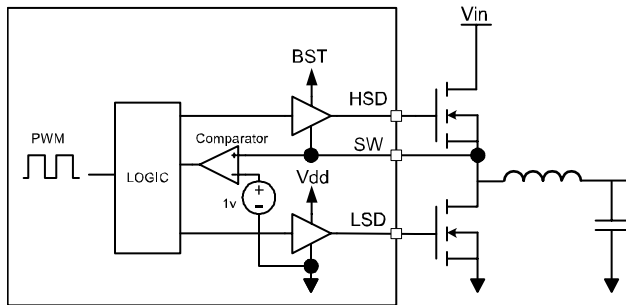 Vin
BST
HSD
PWM
Comparator
SW
LOGIC
+
-
+
-
1v
Vdd
LSD